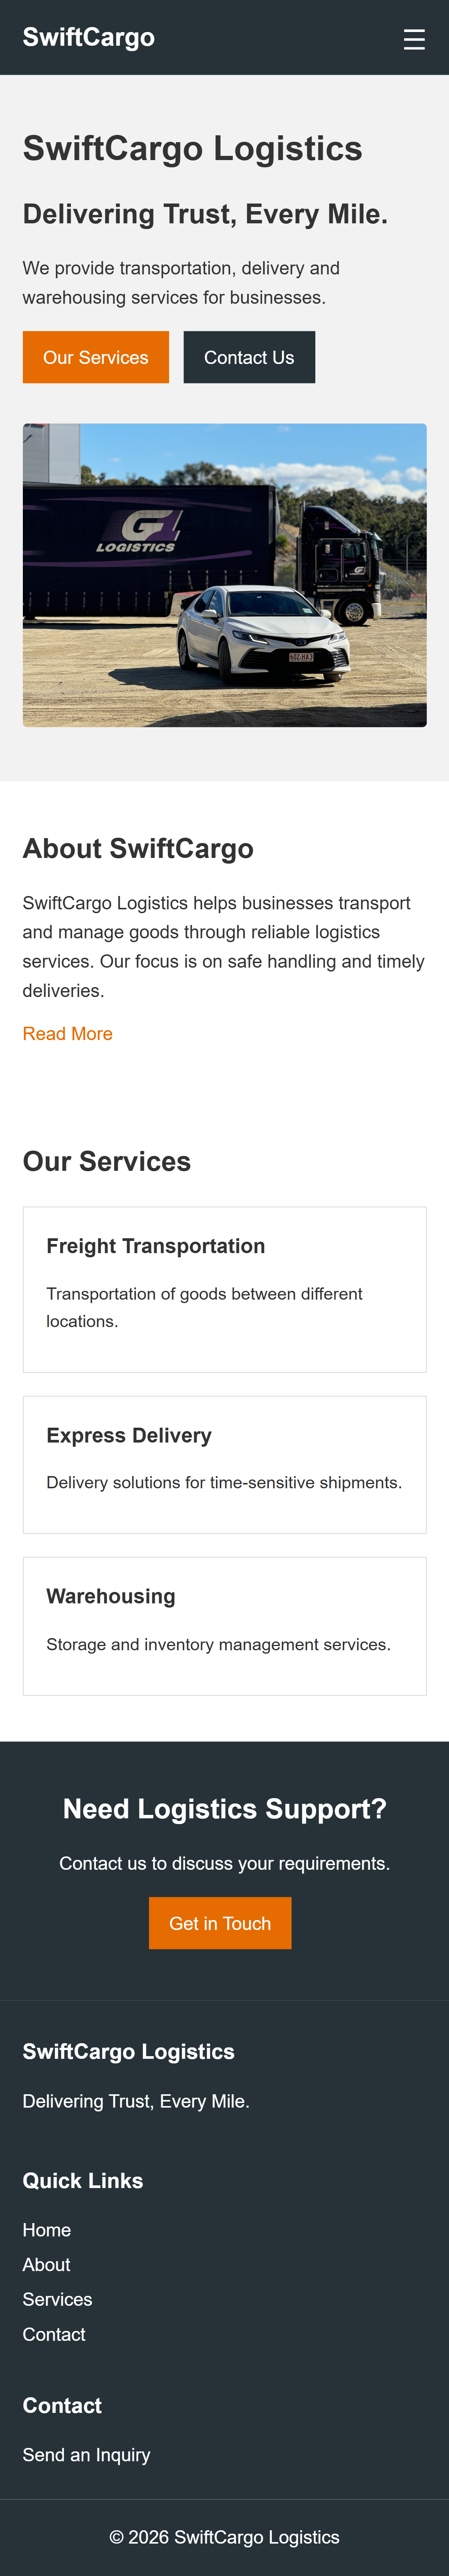 SwiftCargo
SwiftCargo Logistics
Delivering Trust, Every Mile.
We provide transportation, delivery and
warehousing services for businesses.
Our Services
Contact Us
LOGISTICS
About SwiftCargo
SwiftCargo Logistics helps businesses transport
and manage goods through reliable logistics
services. Our focus is on safe handling and timely
deliveries.
Read More
Our Services
Freight Transportation
Transportation of goods between different
locations.
Express Delivery
Delivery solutions for time-sensitive shipments.
Warehousing
Storage and inventory management services.
Need Logistics Support?
Contact us to discuss your requirements.
Get in Touch
SwiftCargo Logistics
Delivering Trust, Every Mile.
Quick Links
Home
About
Services
Contact
Contact
Send an Inquiry
© 2026 SwiftCargo Logistics